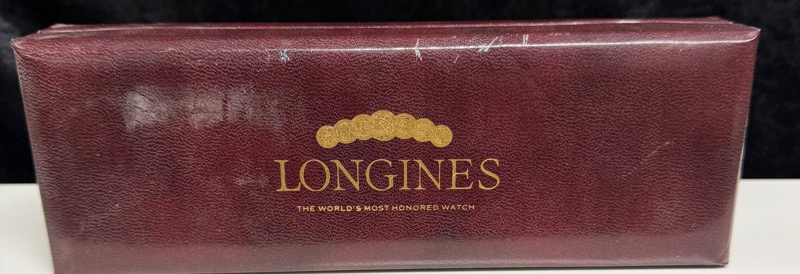 LONGINES
THE WORLD'S MOST HONORED WATCH